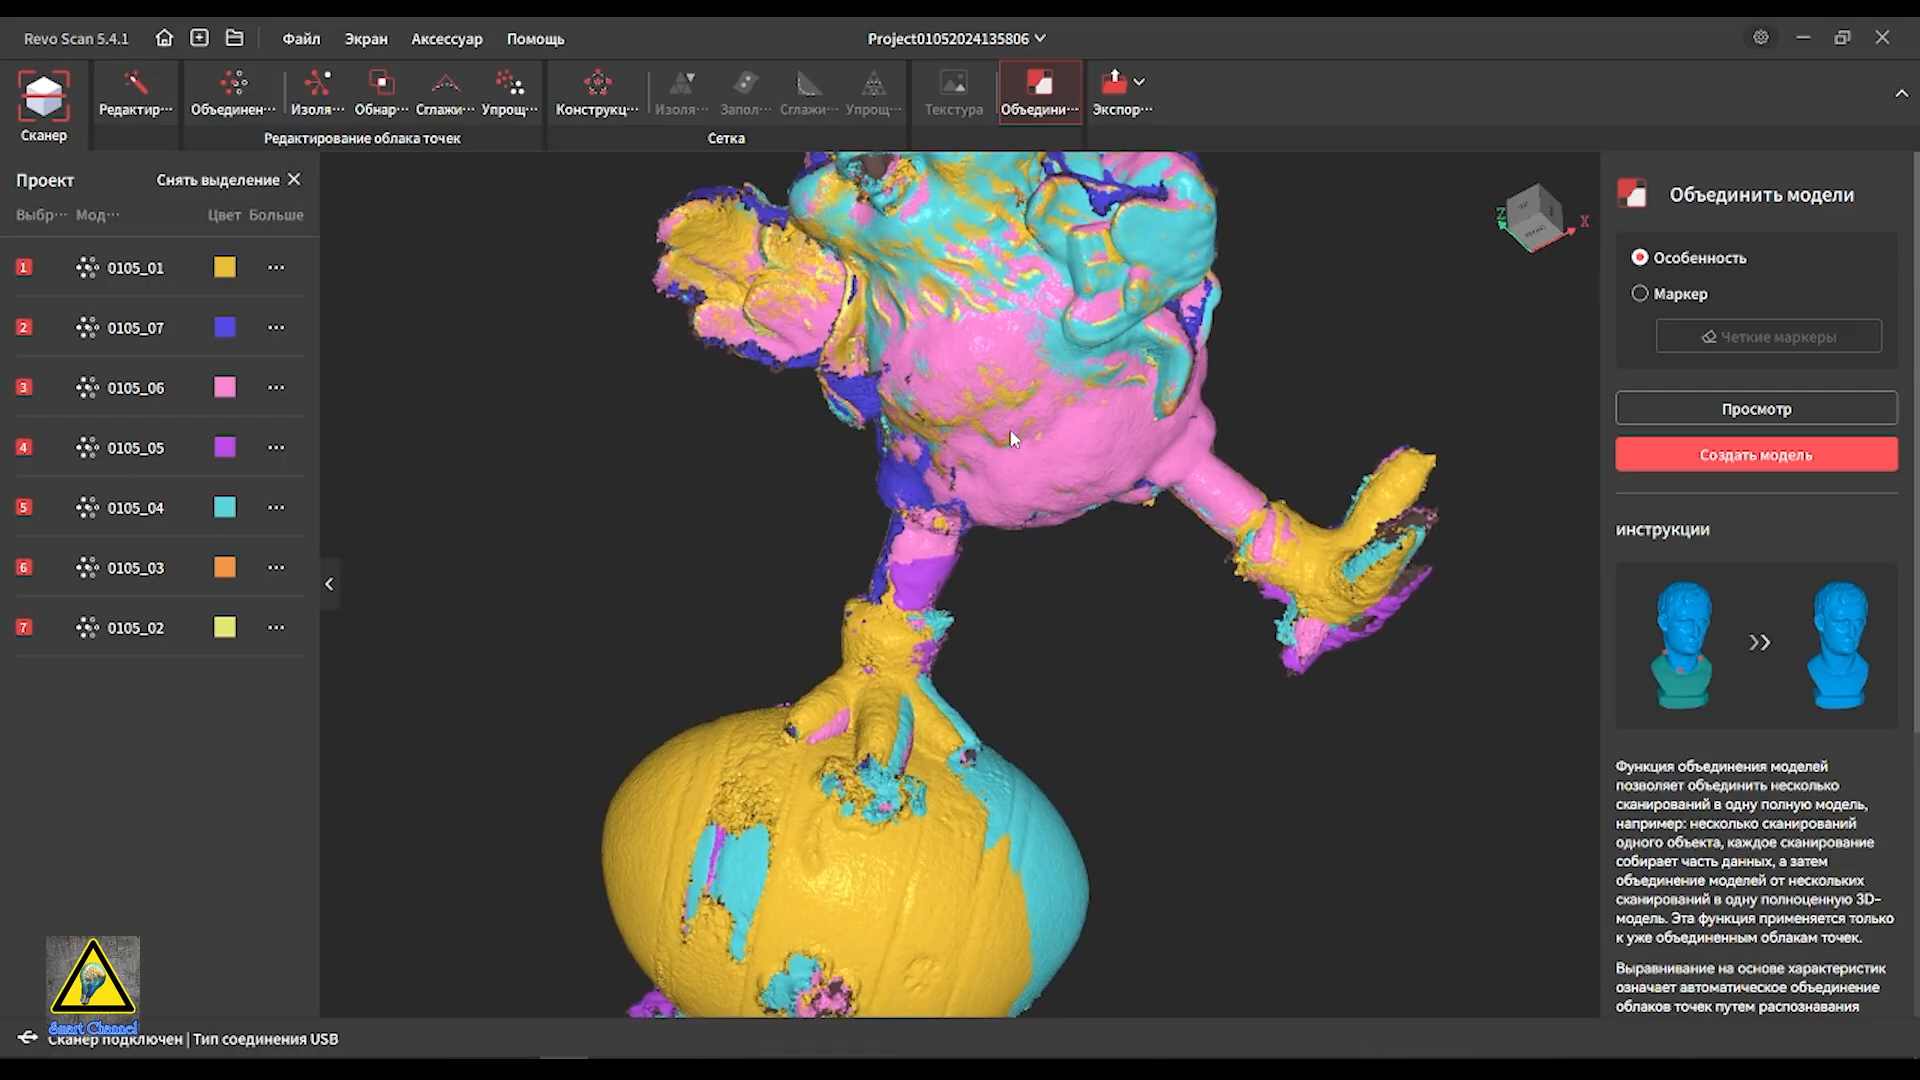 Revo Scan 5.4.1
Файл
Экран
Аксессуар
Помощь
Project01052024135806
Сканер
Редактир···
Объединен···
Изоля···
Обнар···
Сглажи···
Упрощ···
Редактирование облака точек
Конструкц···
Изоля···
Запол···
Сглажи···
Упрощ···
Сетка
Текстура
Объедини···
Экспор···
Проект
Снять выделение
Выбр···
Мод···
Цвет
Больше
1 0105_01 ···
2 0105_07 ···
3 0105_06 ···
4 0105_05 ···
5 0105_04 ···
6 0105_03 ···
7 0105_02 ···
Z
X
Объединить модели
Особенность
Маркер
Четкие маркеры
Просмотр
Создать модель
инструкции
Функция объединения моделей
позволяет объединить несколько
сканирований в одну полную модель,
например: несколько сканирований
одного объекта, каждое сканирование
собирает часть данных, а затем
объединение моделей от нескольких
сканирований в одну полноценную 3D-
модель. Эта функция применяется только
к уже объединенным облакам точек.
Выравнивание на основе характеристик
означает автоматическое объединение
облаков точек путем распознавания
Smart Channel
Сканер подключен | Тип соединения USB